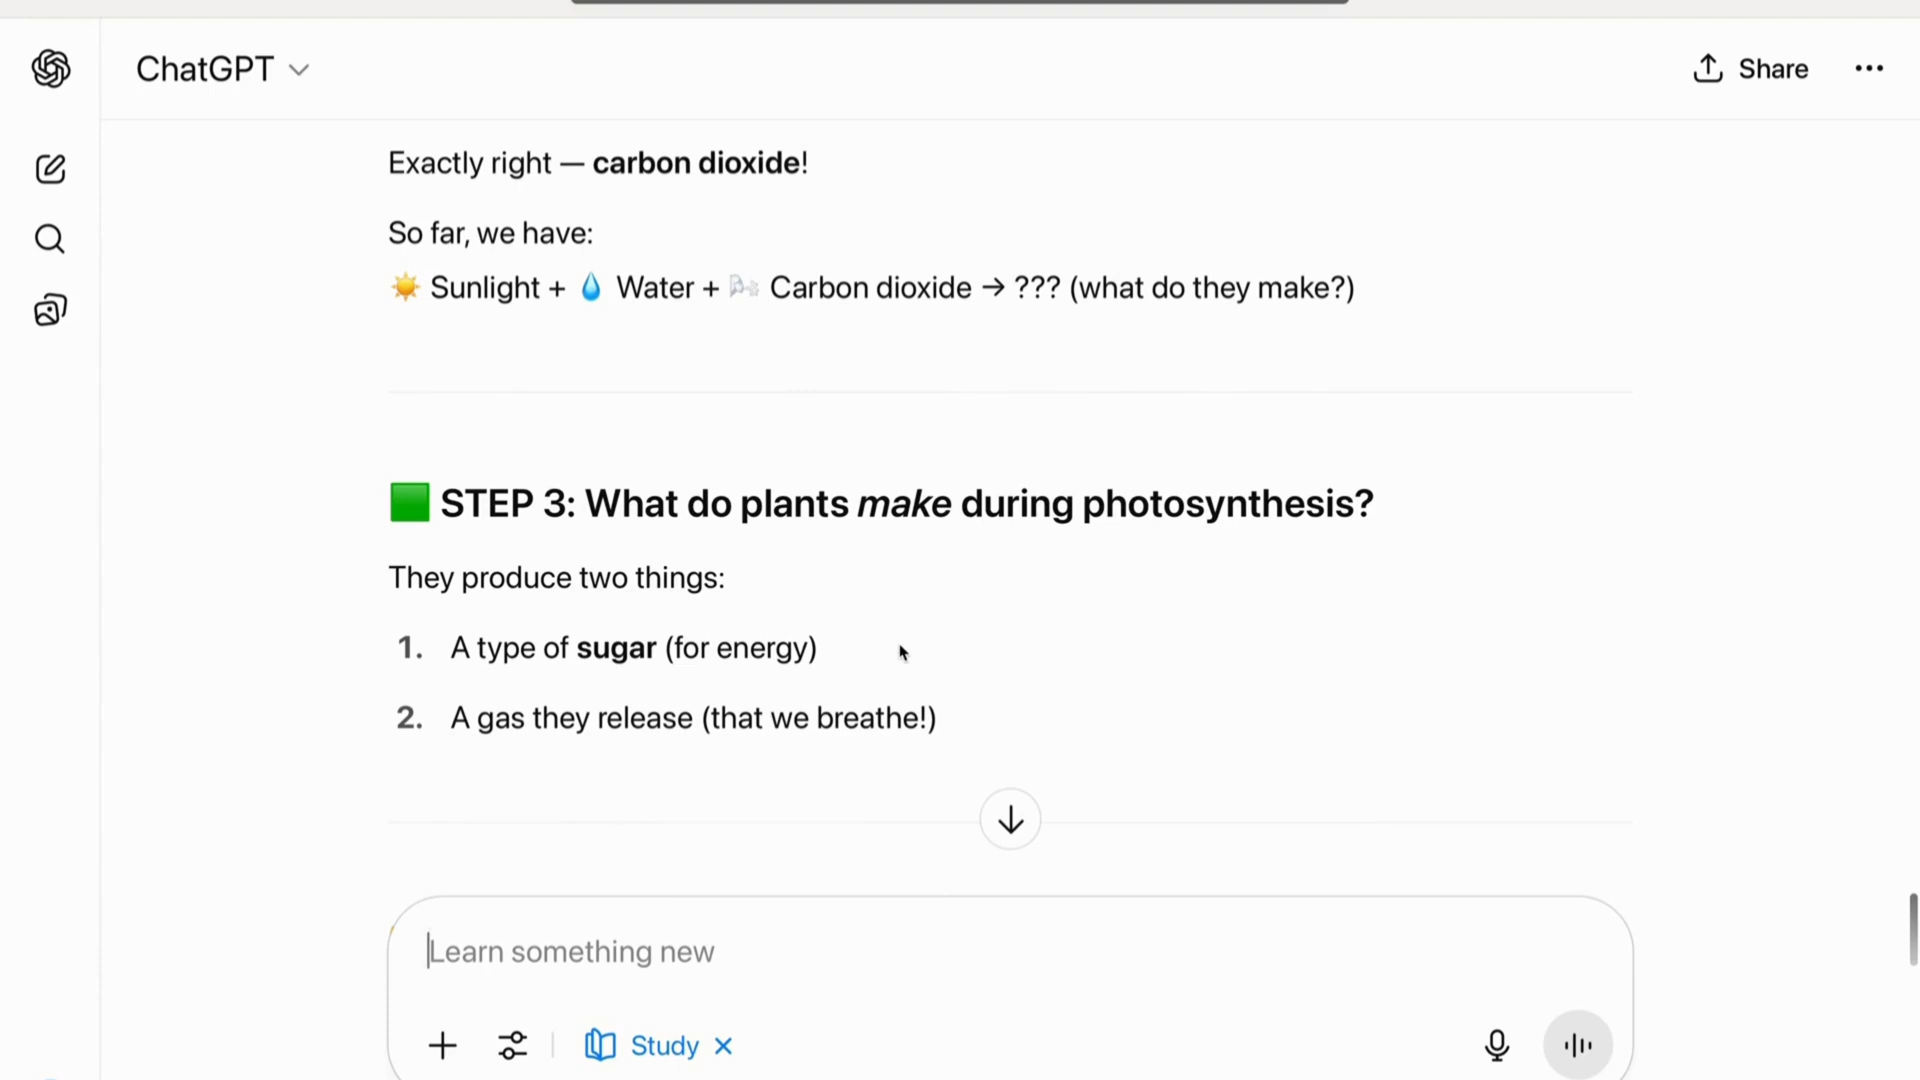 ChatGPT
Share
Exactly right — carbon dioxide!
So far, we have:
☀️ Sunlight + 💧 Water + 🌬️ Carbon dioxide → ??? (what do they make?)
🟩 STEP 3: What do plants make during photosynthesis?
They produce two things:
1. A type of sugar (for energy)
2. A gas they release (that we breathe!)
Learn something new
Study